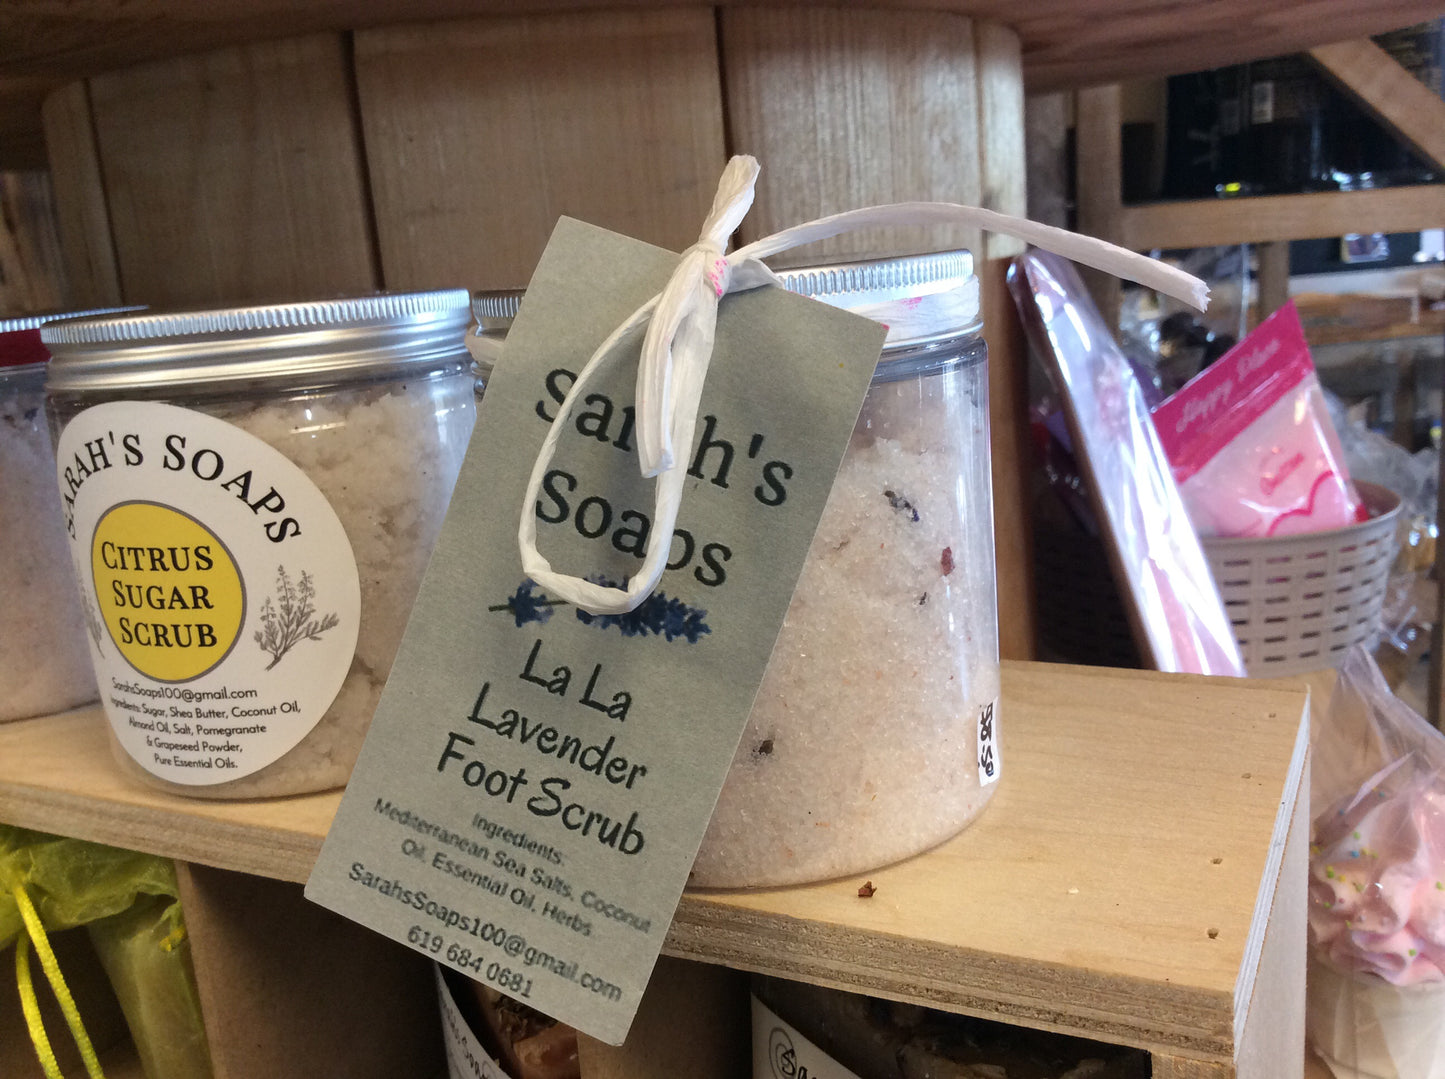 SARAH'S SOAPS
CITRUS
SUGAR
SCRUB
SarahsSoaps100@gmail.com
Ingredients: Sugar, Shea Butter, Coconut Oil,
Almond Oil, Salt, Pomegranate
& Grapeseed Powder,
Pure Essential Oils.
Sarah's
Soaps
La La
Lavender
Foot Scrub
Ingredients:
Mediterranean Sea Salts, Coconut
Oil, Essential Oil, Herbs
SarahsSoaps100@gmail.com
619 684 0681
Happy